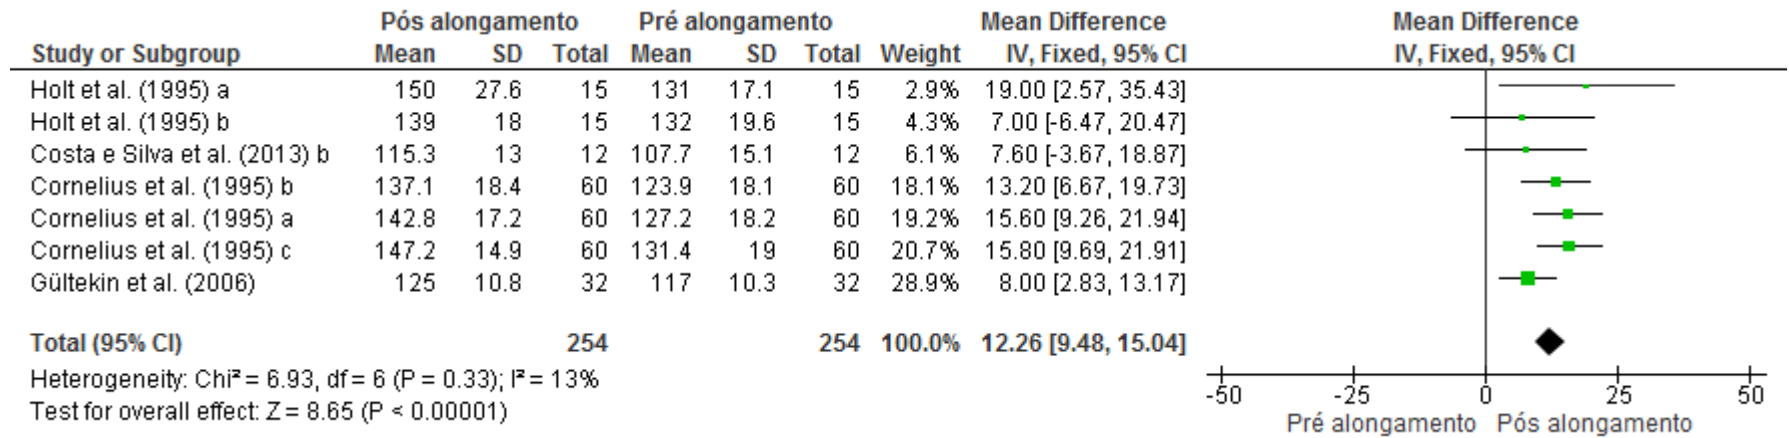 Pós alongamento Pré alongamento Mean Difference Mean Difference
Study or Subgroup Mean SD Total Mean SD Total Weight IV, Fixed, 95% CI IV, Fixed, 95% CI
Holt et al. (1995) a 150 27.6 15 131 17.1 15 2.9% 19.00 [2.57, 35.43]
Holt et al. (1995) b 139 18 15 132 19.6 15 4.3% 7.00 [-6.47, 20.47]
Costa e Silva et al. (2013) b 115.3 13 12 107.7 15.1 12 6.1% 7.60 [-3.67, 18.87]
Cornelius et al. (1995) b 137.1 18.4 60 123.9 18.1 60 18.1% 13.20 [6.67, 19.73]
Cornelius et al. (1995) a 142.8 17.2 60 127.2 18.2 60 19.2% 15.60 [9.26, 21.94]
Cornelius et al. (1995) c 147.2 14.9 60 131.4 19 60 20.7% 15.80 [9.69, 21.91]
Gültekin et al. (2006) 125 10.8 32 117 10.3 32 28.9% 8.00 [2.83, 13.17]
Total (95% CI) 254 254 100.0% 12.26 [9.48, 15.04]
Heterogeneity: Chi² = 6.93, df = 6 (P = 0.33); I² = 13%
Test for overall effect: Z = 8.65 (P < 0.00001)
-50 -25 0 25 50
Pré alongamento Pós alongamento